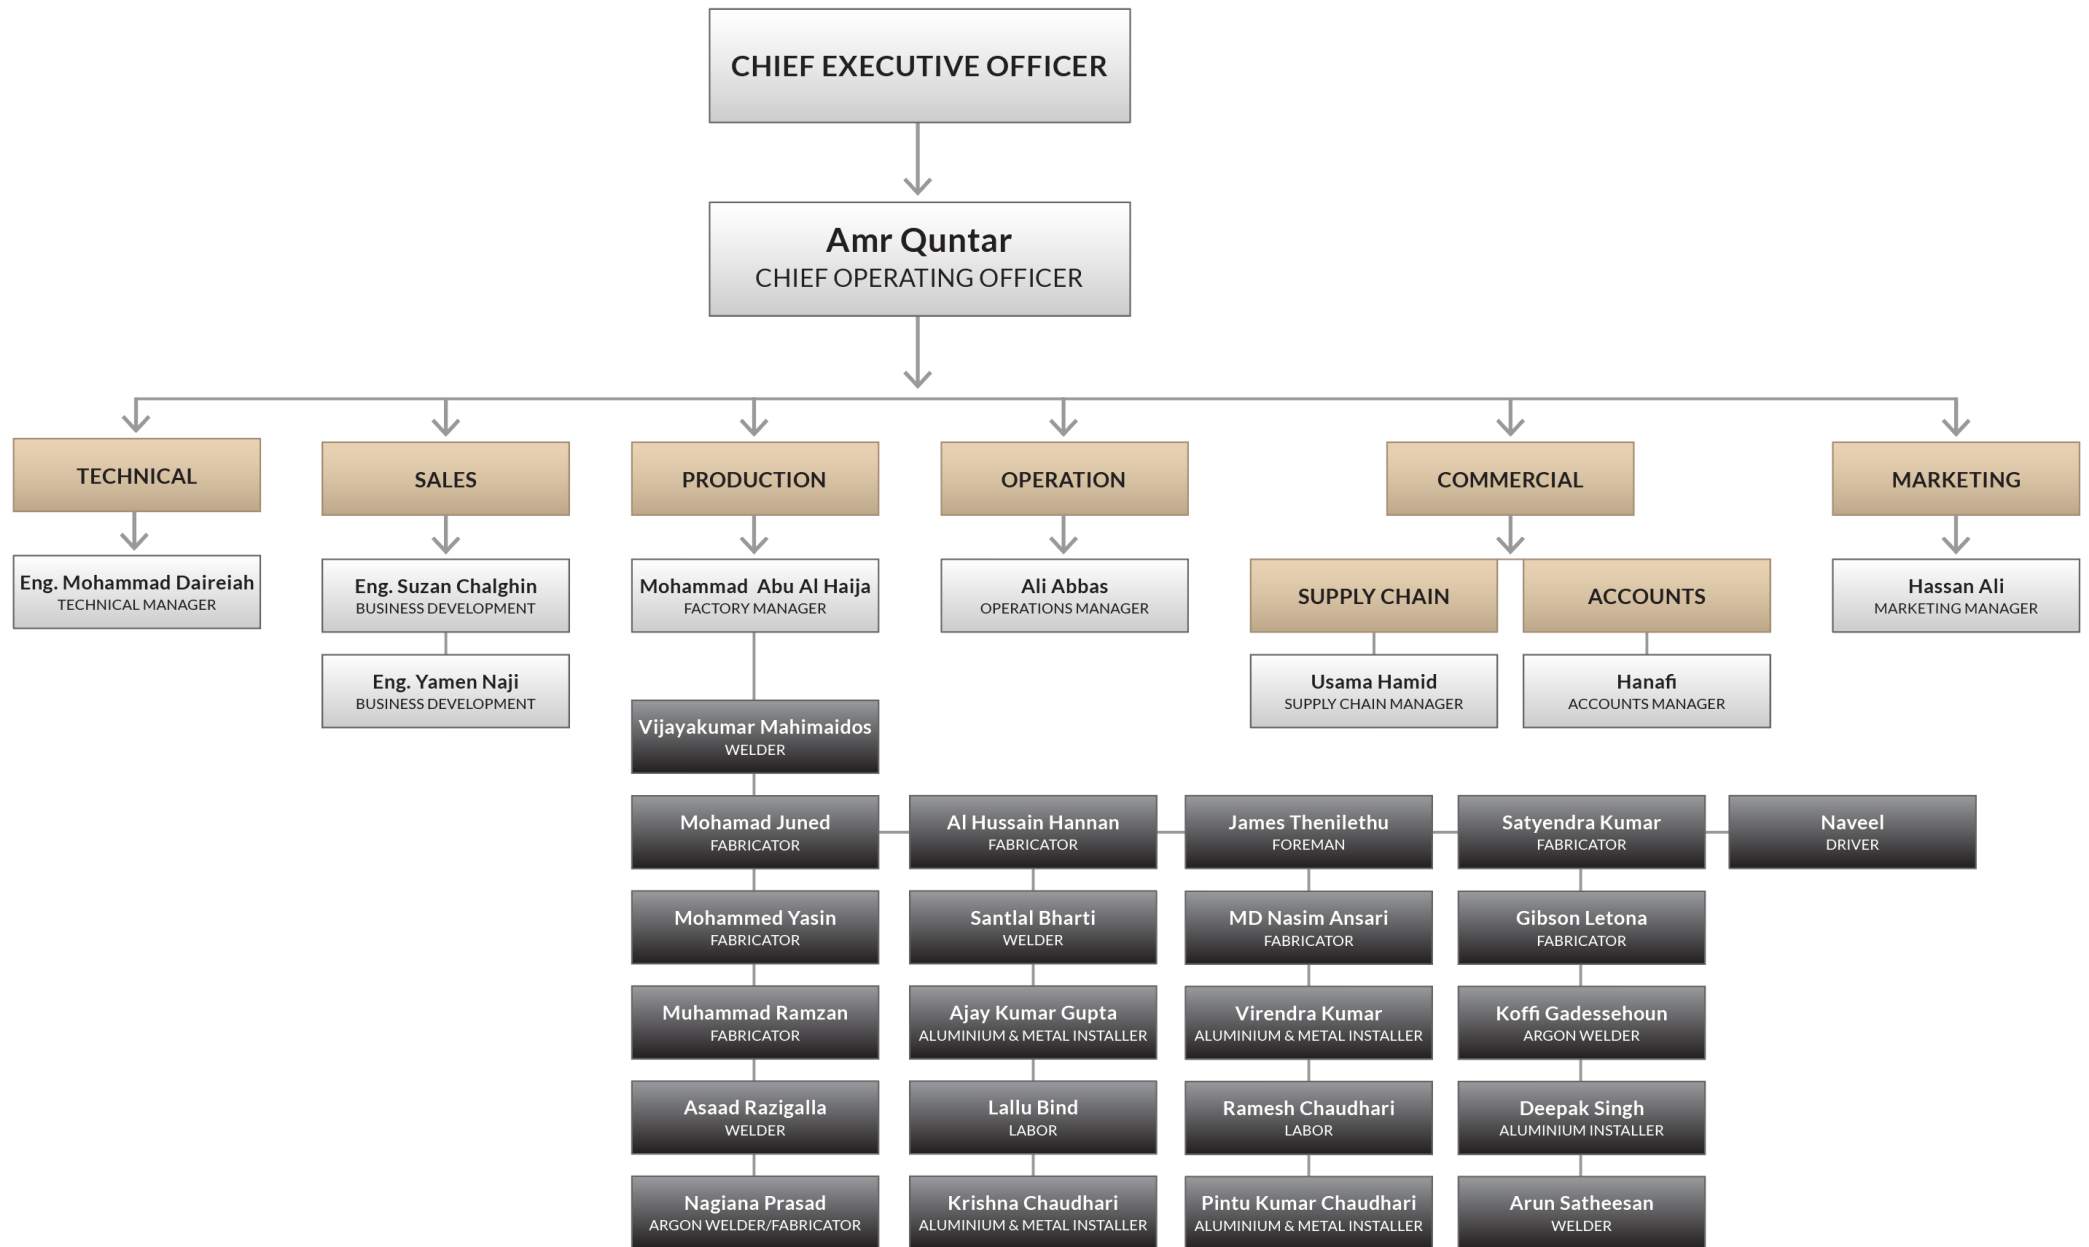 CHIEF EXECUTIVE OFFICER
Amr Quntar
CHIEF OPERATING OFFICER
TECHNICAL
SALES
PRODUCTION
OPERATION
COMMERCIAL
MARKETING
Eng. Mohammad Daireiah
TECHNICAL MANAGER
Eng. Suzan Chalghin
BUSINESS DEVELOPMENT
Mohammad Abu Al Haija
FACTORY MANAGER
Ali Abbas
OPERATIONS MANAGER
SUPPLY CHAIN
ACCOUNTS
Hassan Ali
MARKETING MANAGER
Eng. Yamen Naji
BUSINESS DEVELOPMENT
Usama Hamid
SUPPLY CHAIN MANAGER
Hanafi
ACCOUNTS MANAGER
Vijayakumar Mahimaidos
WELDER
Mohamad Juned
FABRICATOR
Al Hussain Hannan
FABRICATOR
James Thenilethu
FOREMAN
Satyendra Kumar
FABRICATOR
Naveel
DRIVER
Mohammed Yasin
FABRICATOR
Santlal Bharti
WELDER
MD Nasim Ansari
FABRICATOR
Gibson Letona
FABRICATOR
Muhammad Ramzan
FABRICATOR
Ajay Kumar Gupta
ALUMINIUM & METAL INSTALLER
Virendra Kumar
ALUMINIUM & METAL INSTALLER
Koffi Gadessehoun
ARGON WELDER
Asaad Razigalla
WELDER
Lallu Bind
LABOR
Ramesh Chaudhari
LABOR
Deepak Singh
ALUMINIUM INSTALLER
Nagiana Prasad
ARGON WELDER/FABRICATOR
Krishna Chaudhari
ALUMINIUM & METAL INSTALLER
Pintu Kumar Chaudhari
ALUMINIUM & METAL INSTALLER
Arun Satheesan
WELDER